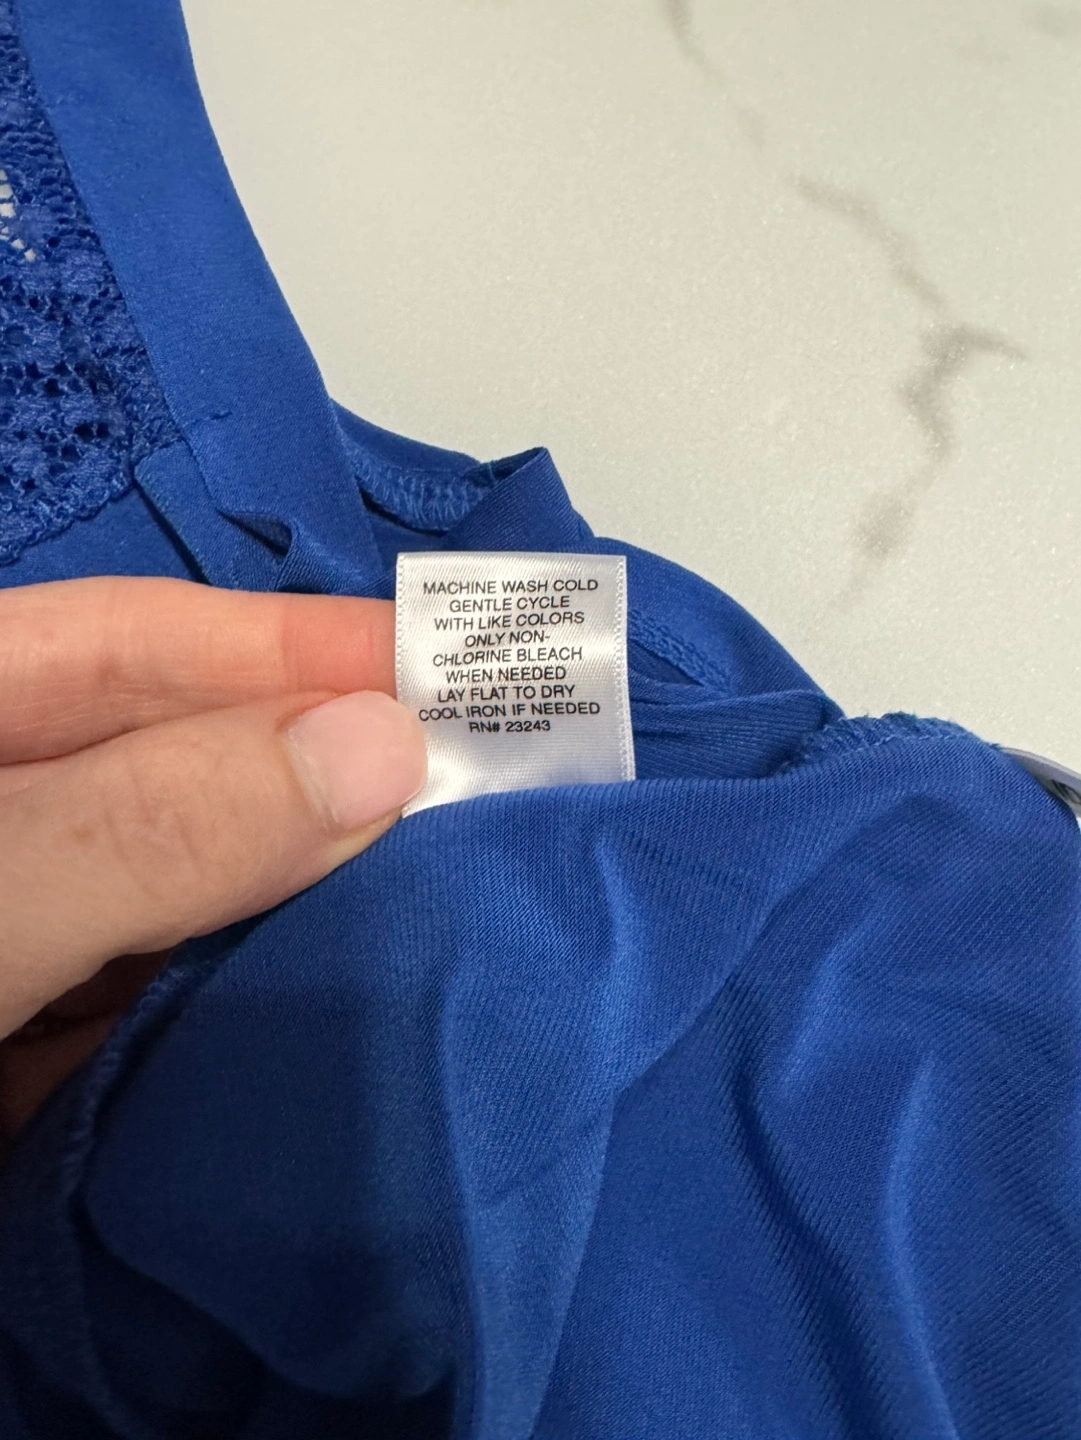 MACHINE WASH COLD
GENTLE CYCLE
WITH LIKE COLORS
ONLY NON-
CHLORINE BLEACH
WHEN NEEDED
LAY FLAT TO DRY
COOL IRON IF NEEDED
RN# 23243